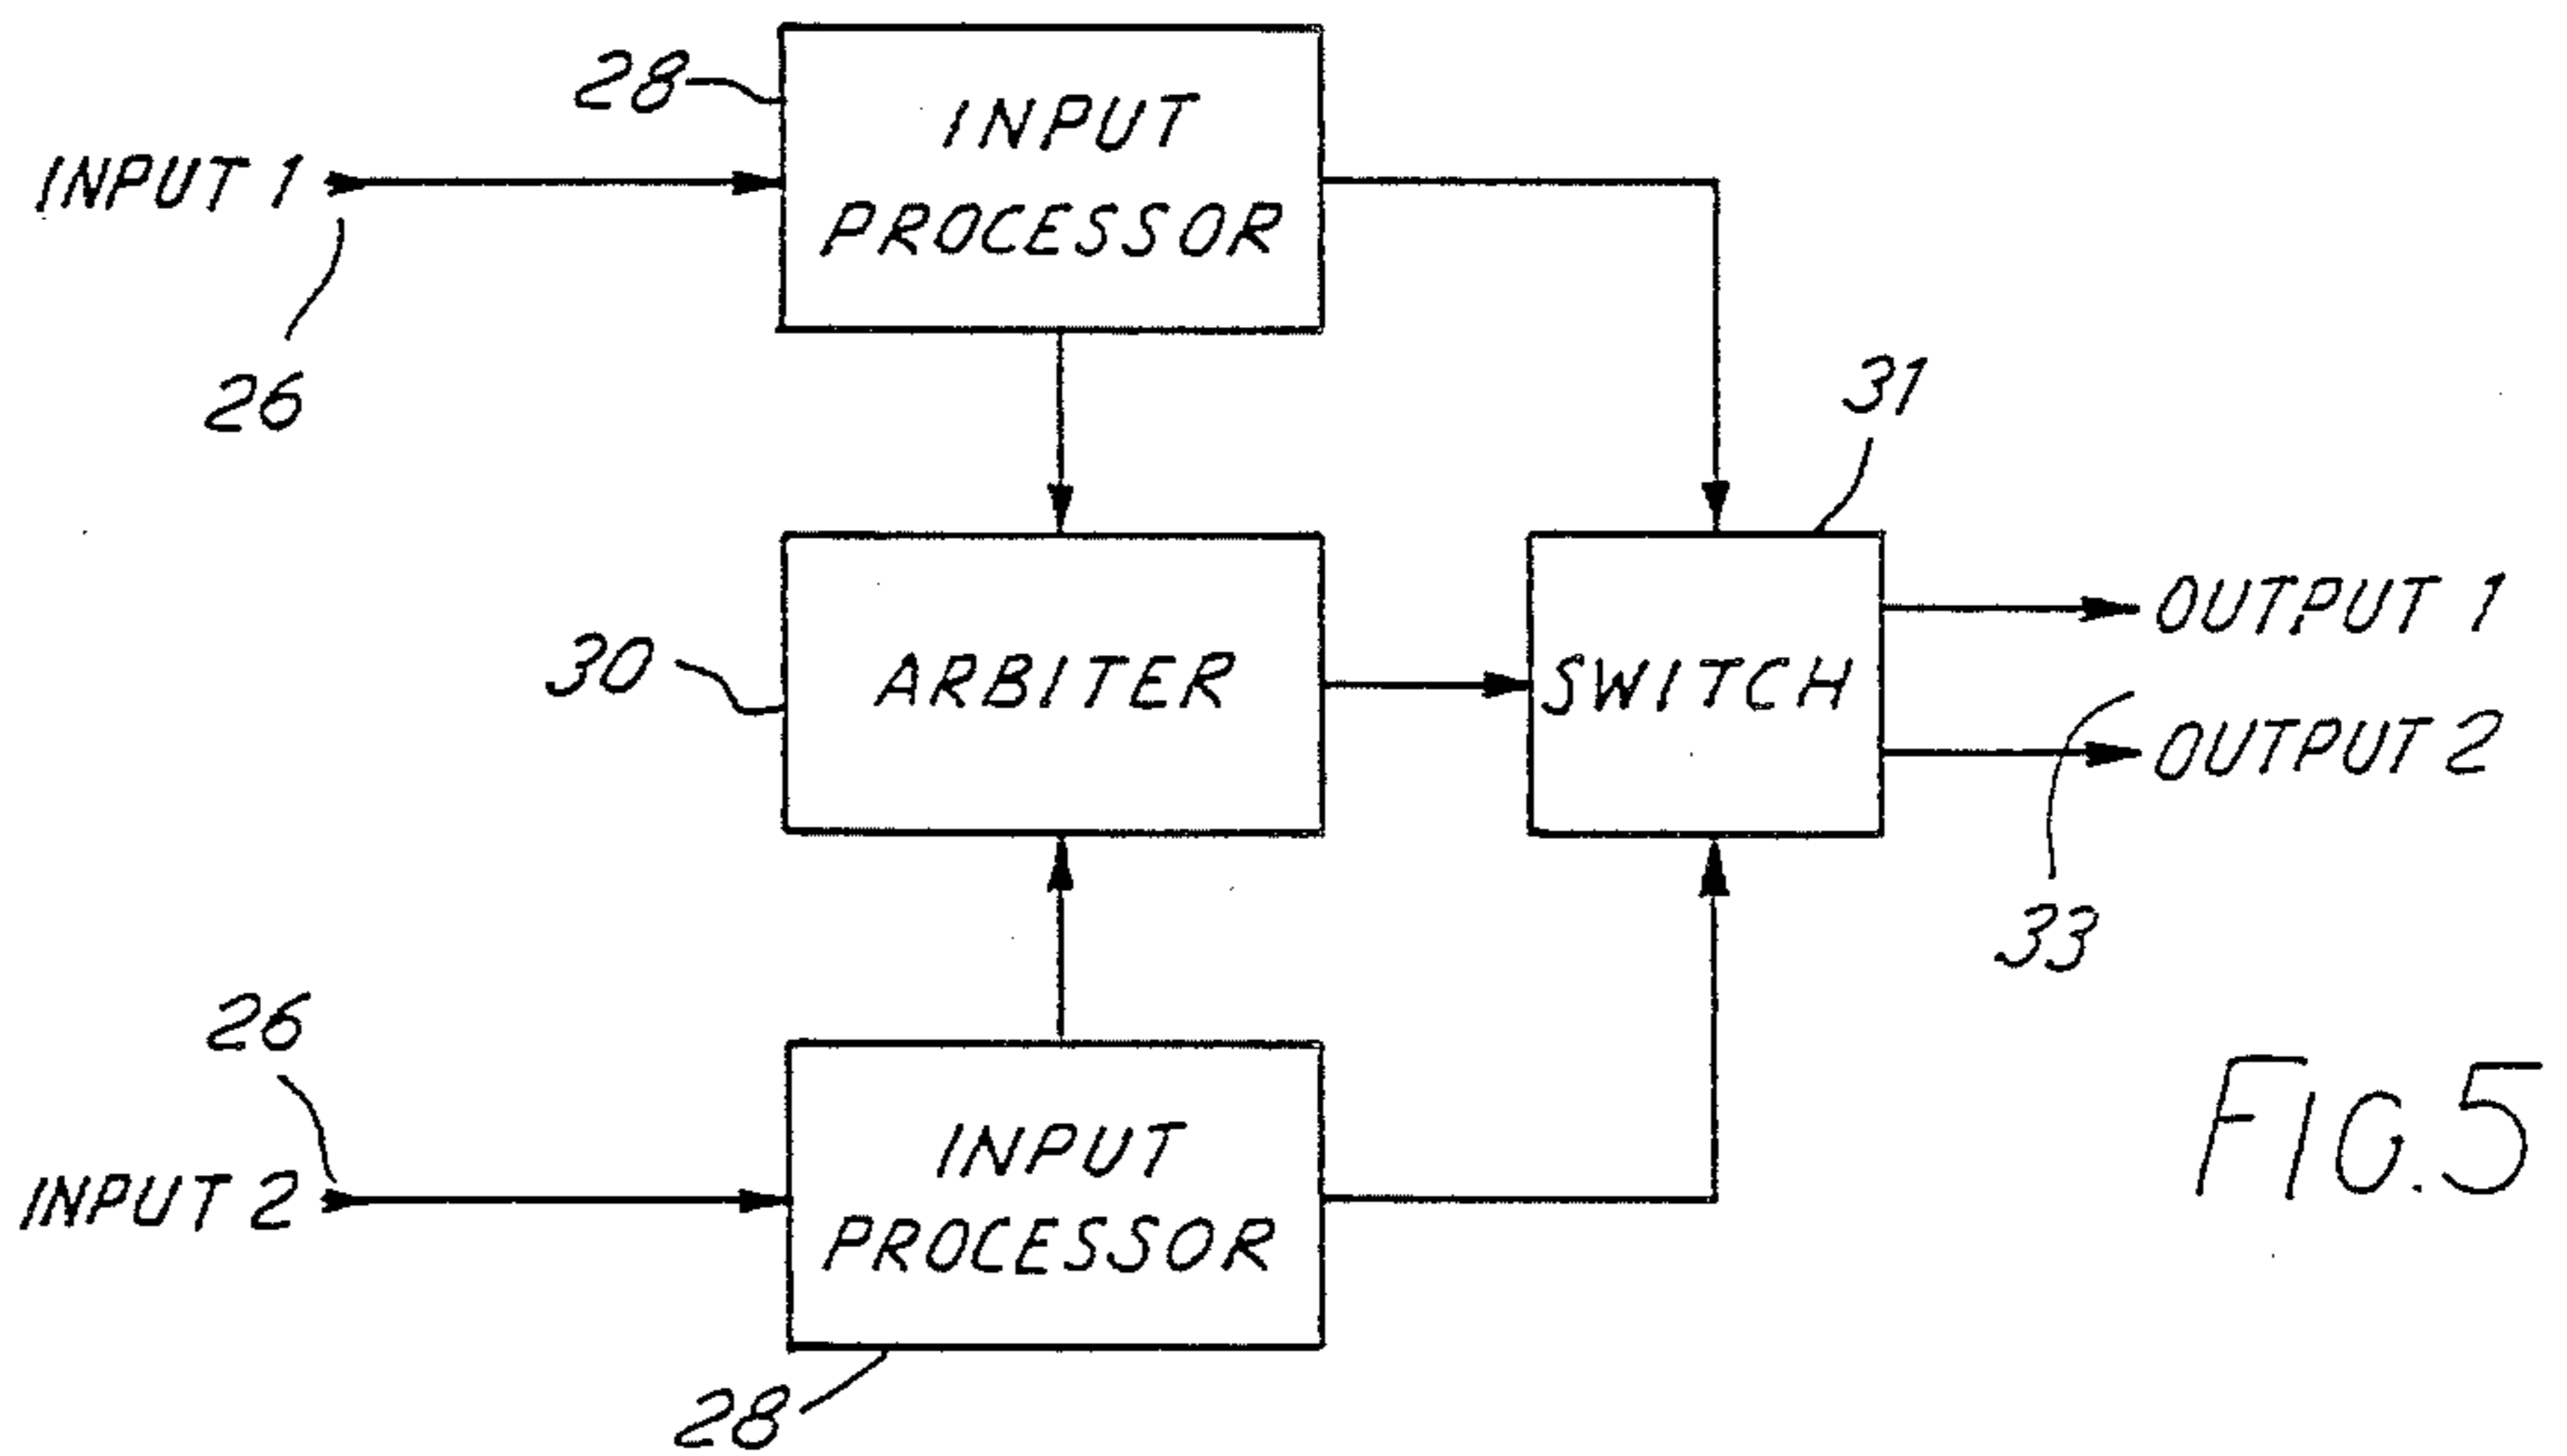 28
INPUT 1
INPUT
PROCESSOR
26
31
30
ARBITER
SWITCH
OUTPUT 1
OUTPUT 2
33
26
INPUT 2
INPUT
PROCESSOR
28
FIG.5